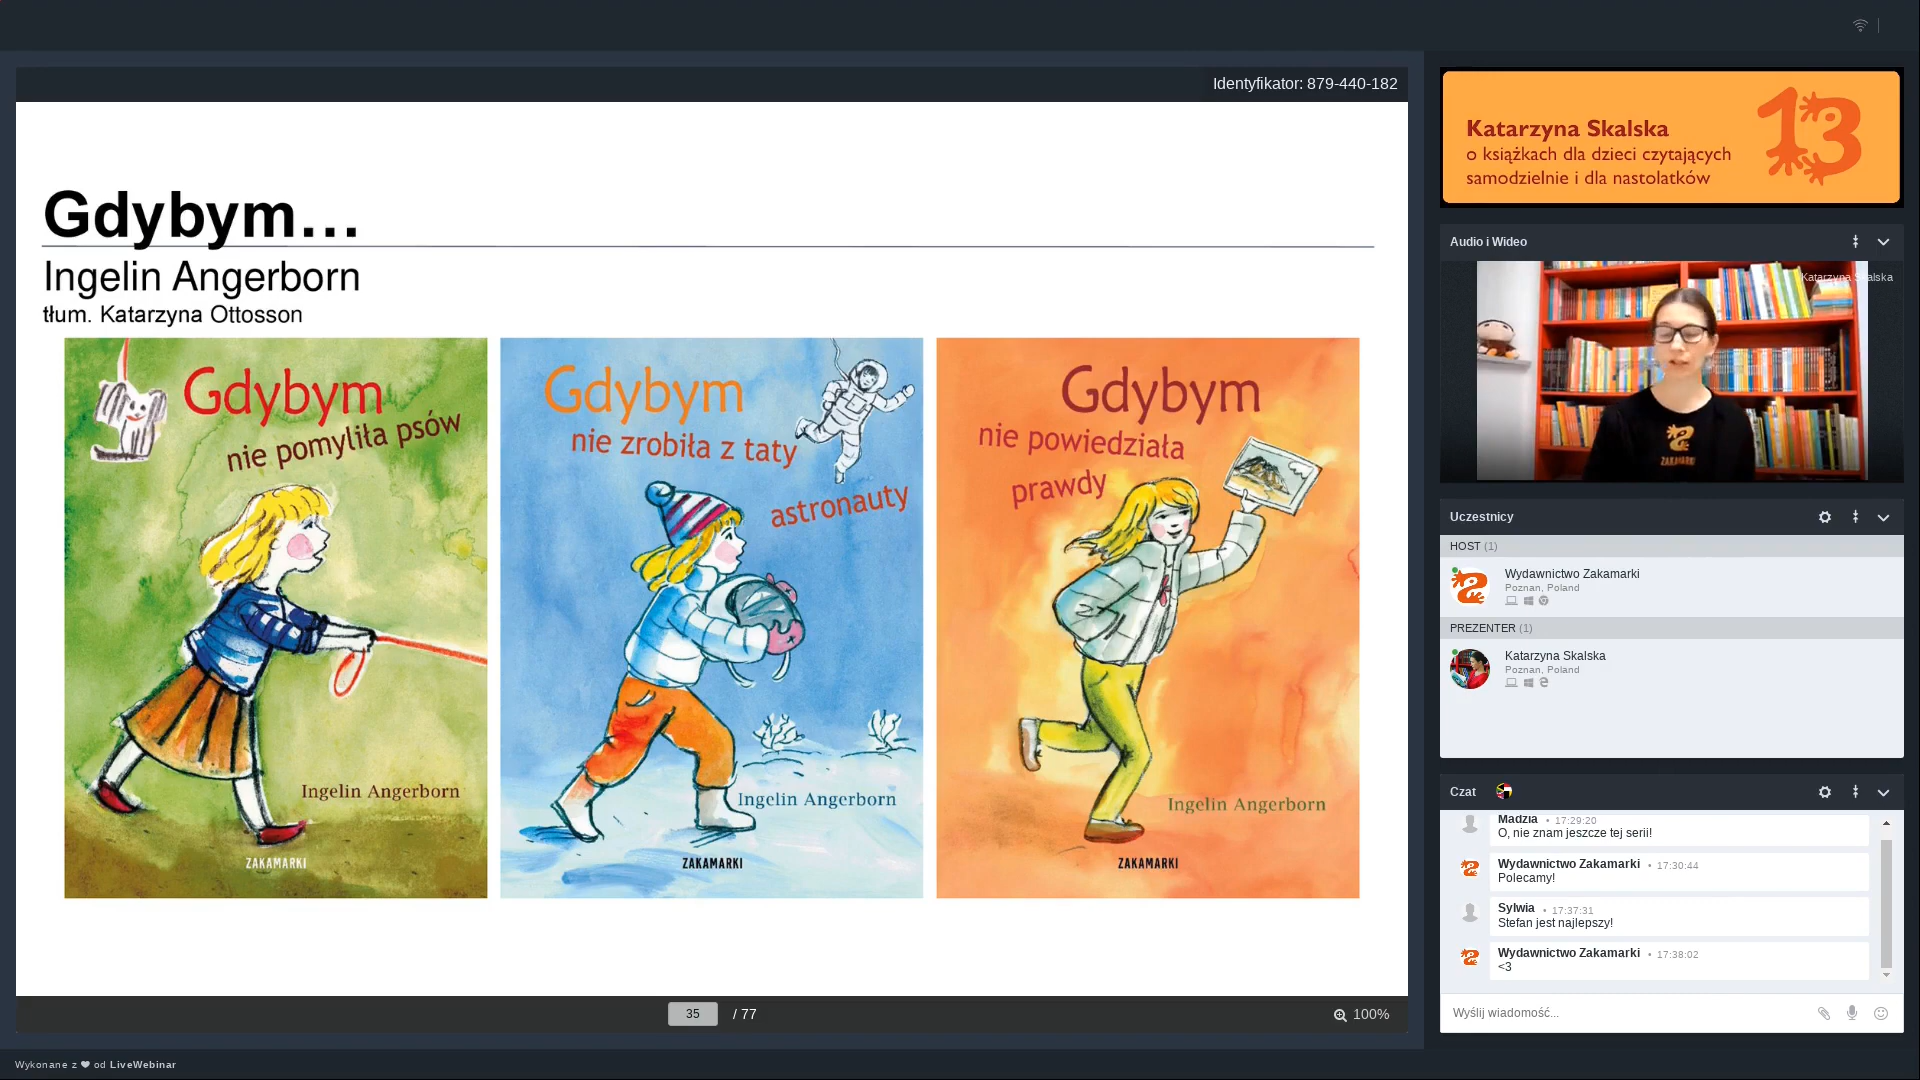 Identyfikator: 879-440-182
Gdybym...
Ingelin Angerborn
tłum. Katarzyna Ottosson
Gdybym
nie pomyliła psów
Ingelin Angerborn
ZAKAMARKI
Gdybym
nie zrobiła z taty
astronauty
Ingelin Angerborn
ZAKAMARKI
Gdybym
nie powiedziała
prawdy
Ingelin Angerborn
ZAKAMARKI
35 / 77
100%
Wykonane z ❤ od LiveWebinar
Katarzyna Skalska
o książkach dla dzieci czytających
samodzielnie i dla nastolatków
13
Audio i Wideo
Katarzyna Skalska
ZAKAMARKI
Uczestnicy
HOST (1)
Wydawnictwo Zakamarki
Poznan, Poland
PREZENTER (1)
Katarzyna Skalska
Poznan, Poland
Czat
Madzia • 17:29:20
O, nie znam jeszcze tej serii!
Wydawnictwo Zakamarki • 17:30:44
Polecamy!
Sylwia • 17:37:31
Stefan jest najlepszy!
Wydawnictwo Zakamarki • 17:38:02
<3
Wyślij wiadomość...